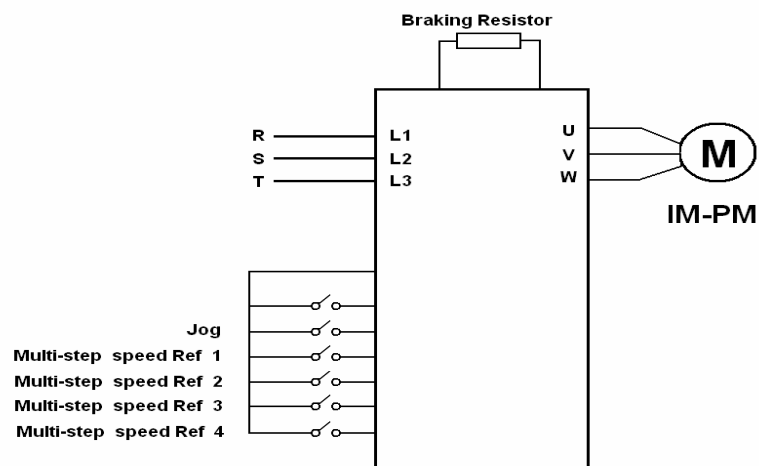 Braking Resistor
R L1 U
S L2 V
T L3 W
M
IM-PM
Jog
Multi-step speed Ref 1
Multi-step speed Ref 2
Multi-step speed Ref 3
Multi-step speed Ref 4